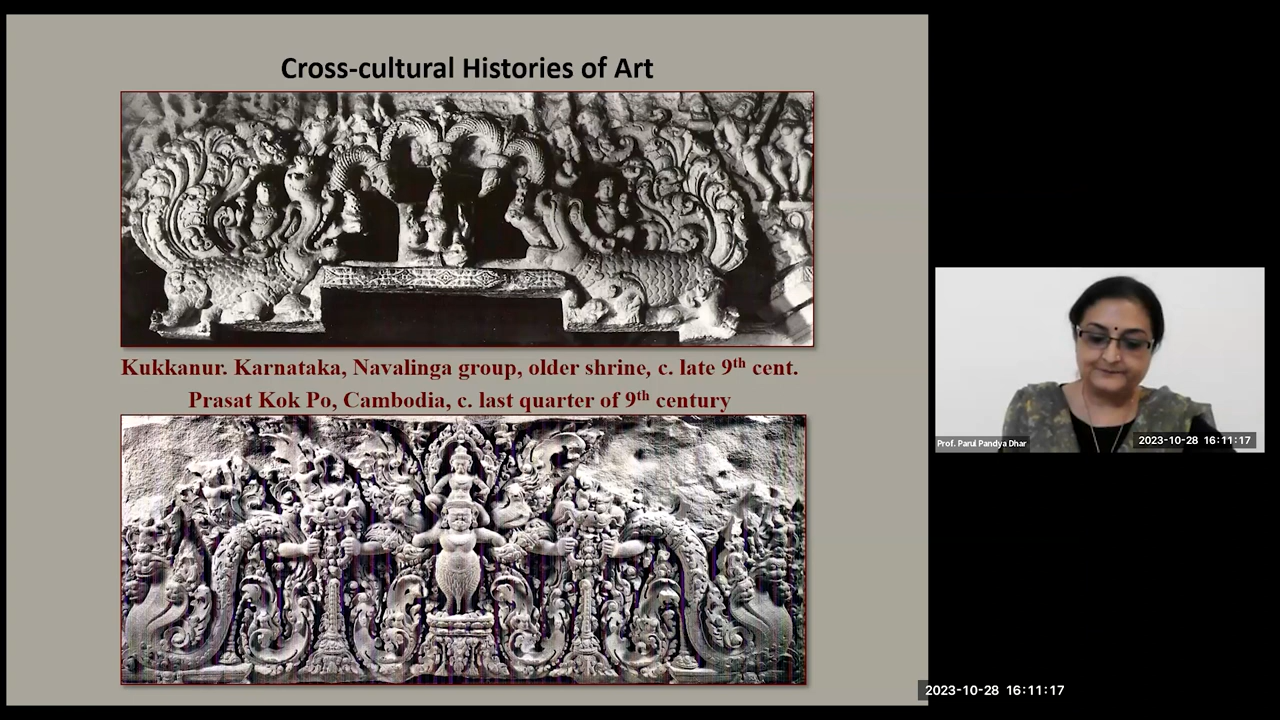 Cross-cultural Histories of Art
Kukkanur. Karnataka, Navalinga group, older shrine, c. late 9th cent.
Prasat Kok Po, Cambodia, c. last quarter of 9th century
Prof. Parul Pandya Dhar
2023-10-28 16:11:17
2023-10-28 16:11:17